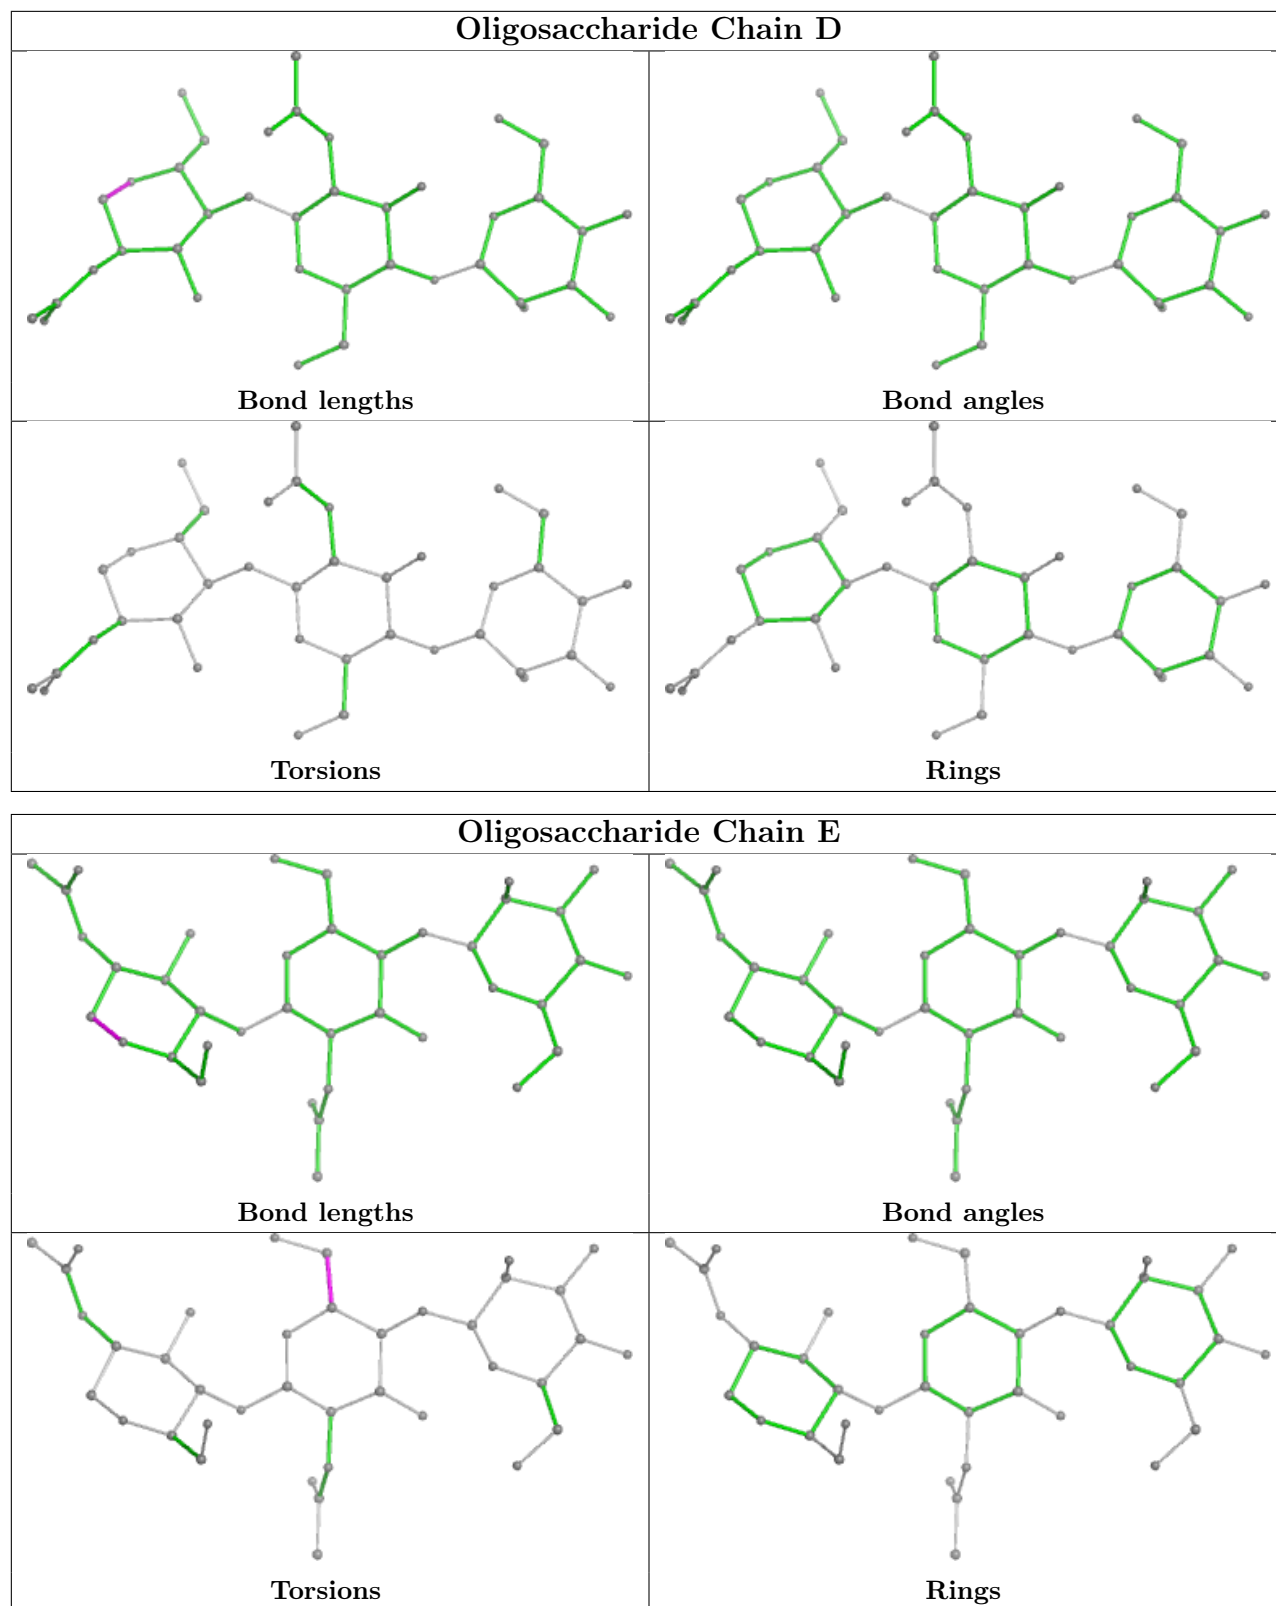 Oligosaccharide Chain D
Bond lengths
Bond angles
Torsions
Rings
Oligosaccharide Chain E
Bond lengths
Bond angles
Torsions
Rings